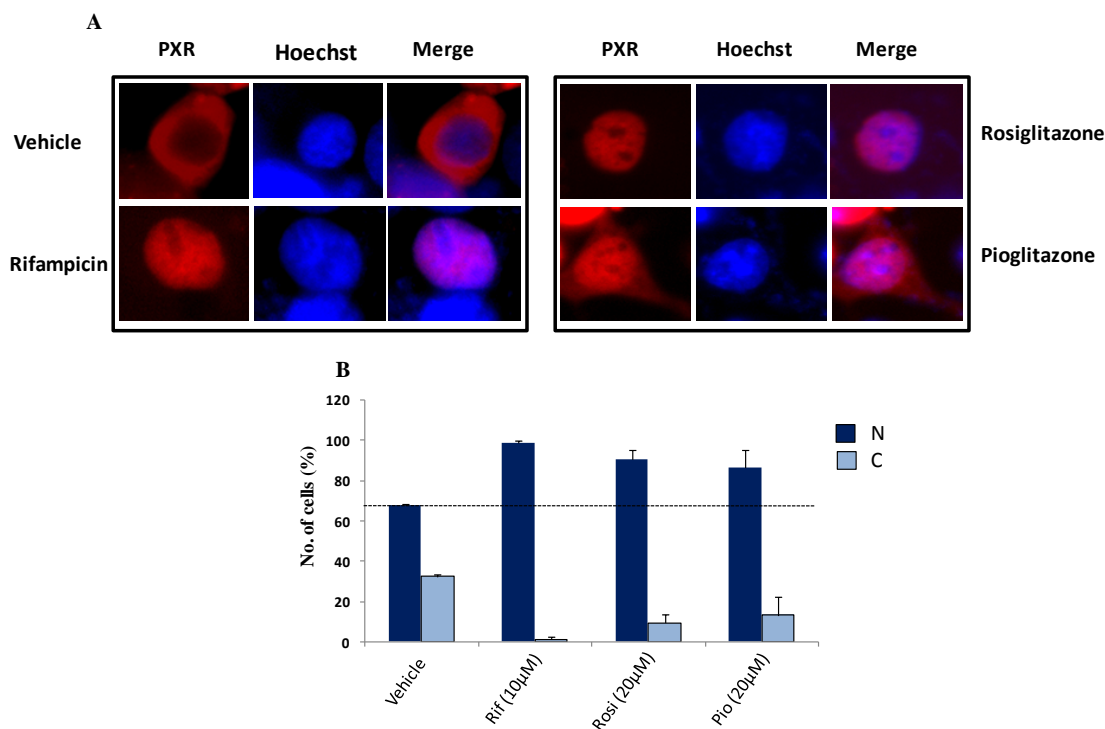 A
PXR Hoechst Merge PXR Hoechst Merge
Vehicle Rosiglitazone
Rifampicin Pioglitazone
B
120
100
80
60
40
20
0
No. of cells (%)
N
C
Vehicle Rif (10µM) Rosi (20µM) Pio (20µM)